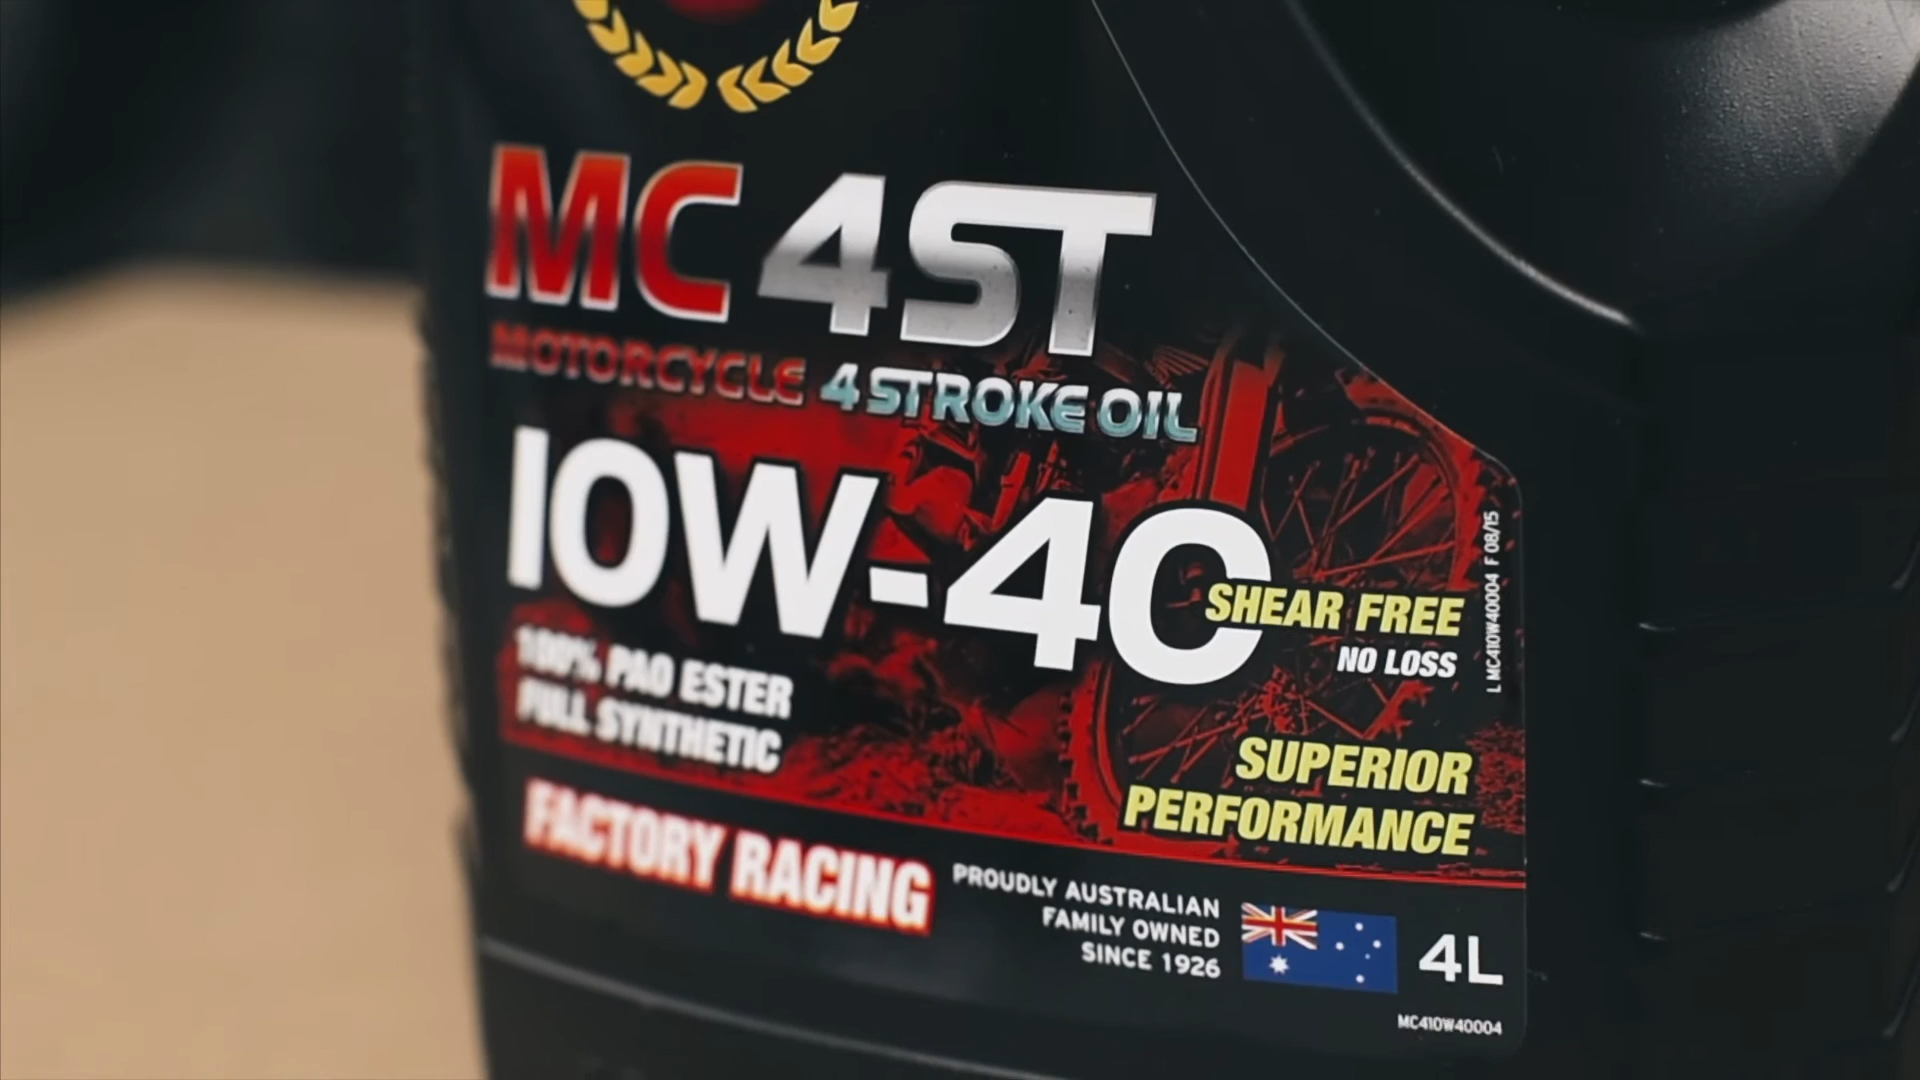 MC 4ST
MOTORCYCLE 4 STROKE OIL
10W-40
SHEAR FREE
NO LOSS
100% PAO ESTER
FULL SYNTHETIC
SUPERIOR
PERFORMANCE
FACTORY RACING
PROUDLY AUSTRALIAN
FAMILY OWNED
SINCE 1926
4L
MC410W40004
L MC410W40004 F 08/15